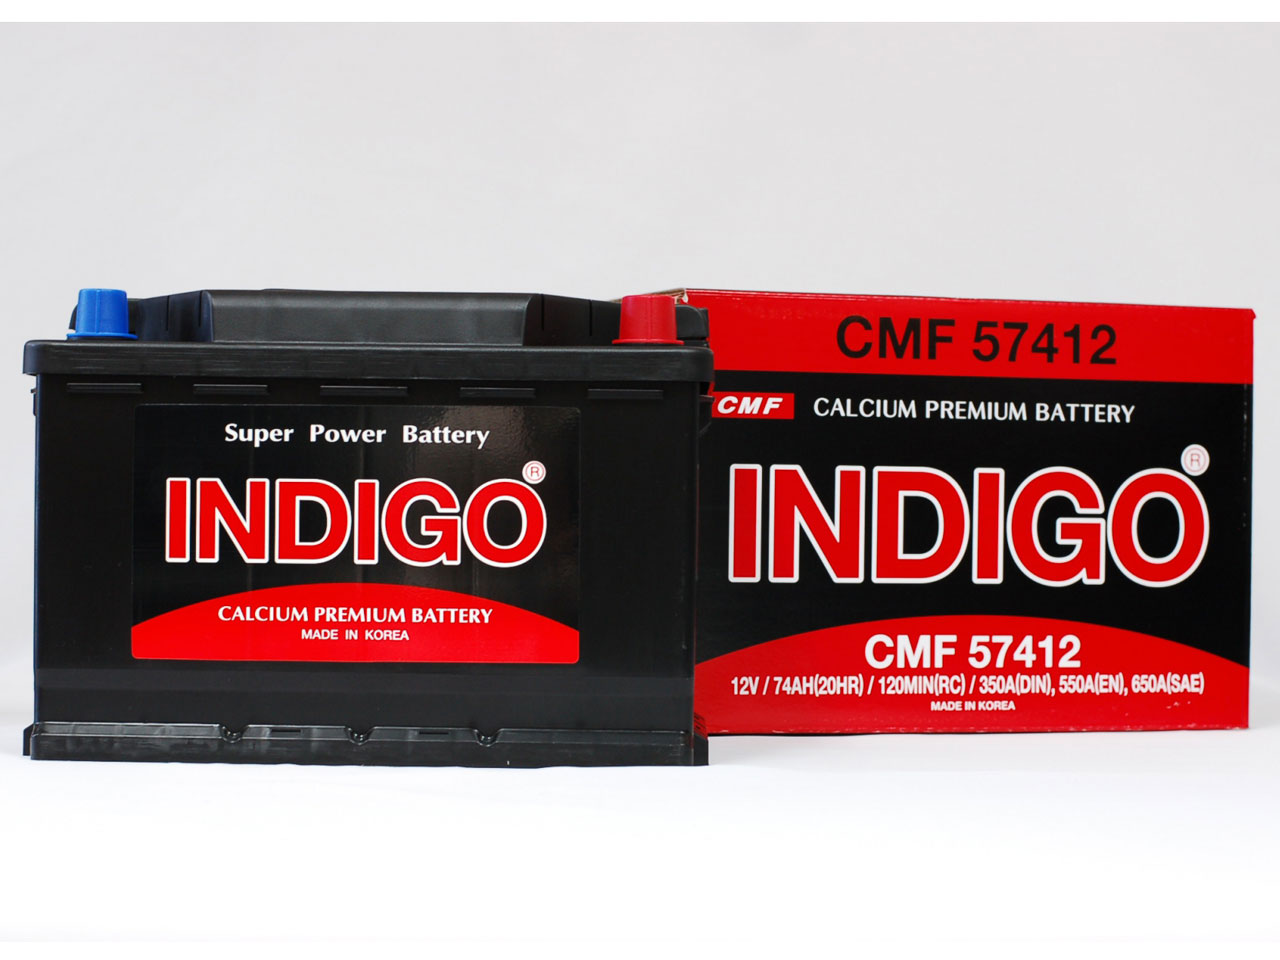 Super Power Battery
INDIGO®
CALCIUM PREMIUM BATTERY
MADE IN KOREA
CMF 57412
CMF CALCIUM PREMIUM BATTERY
INDIGO®
CMF 57412
12V / 74AH(20HR) / 120MIN(RC) / 350A(DIN), 550A(EN), 650A(SAE)
MADE IN KOREA